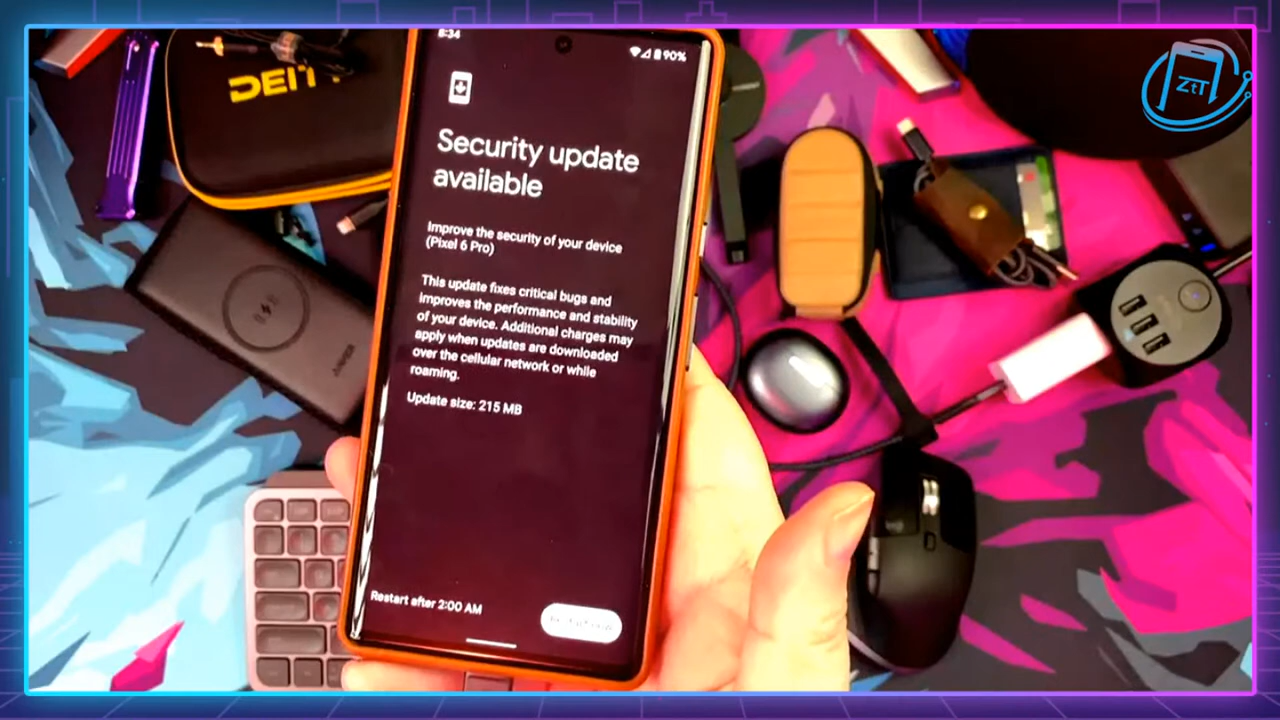 8:34
90%
DEITY
ZtT
Security update
available
Improve the security of your device
(Pixel 6 Pro)
This update fixes critical bugs and
improves the performance and stability
of your device. Additional charges may
apply when updates are downloaded
over the cellular network or while
roaming.
Update size: 215 MB
Restart after 2:00 AM